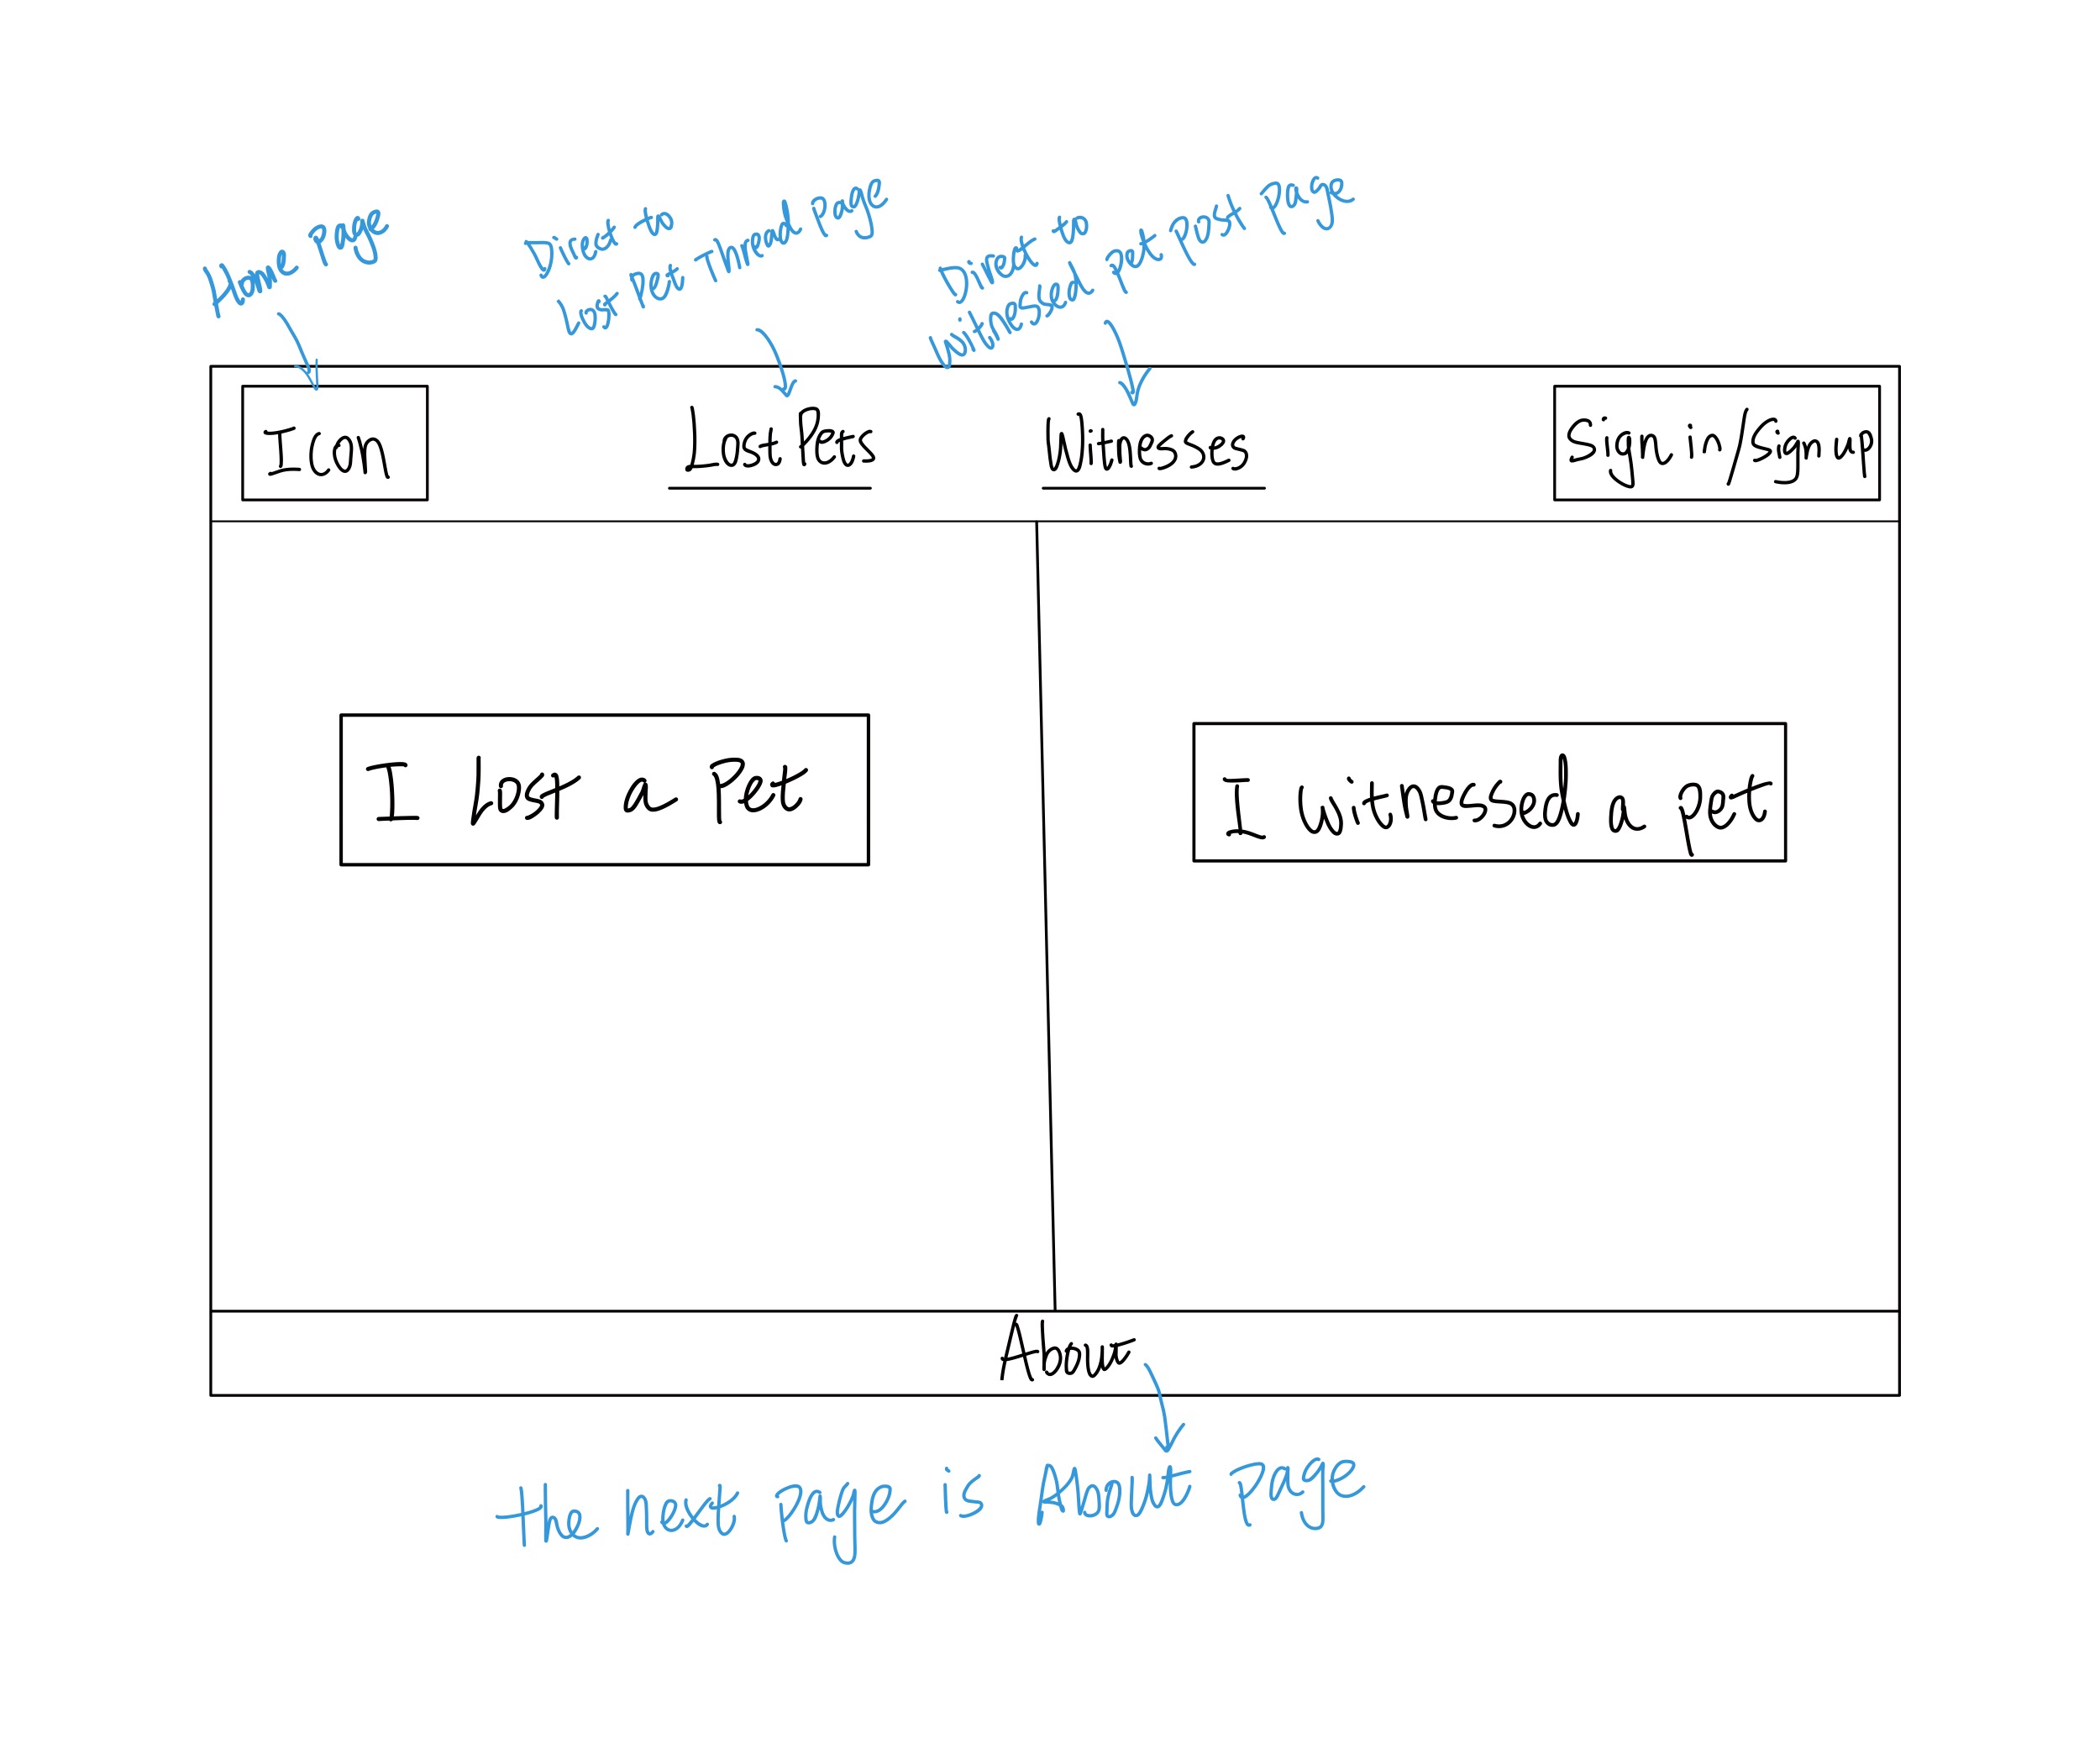 Home Page
Direct to
Lost Pet Thread Page
Direct to
Witnessed pet post Page
Icon
Lost Pets
Witnesses
Sign in/Sign up
I Lost a Pet
I witnessed a pet
About
the next page is About Page